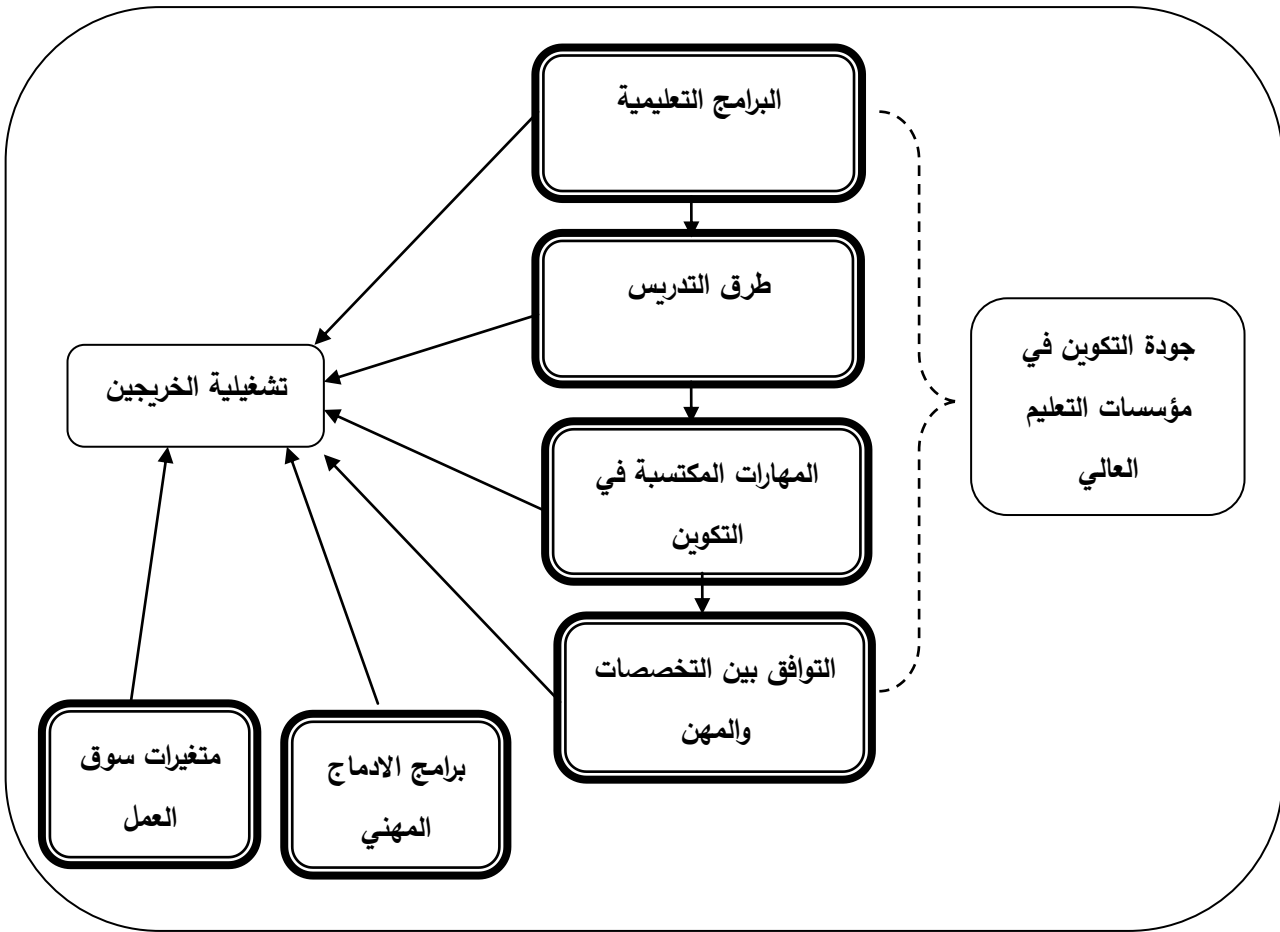 البرامج التعليمية
طرق التدريس
جودة التكوين في
مؤسسات التعليم
العالي
تشغيلية الخريجين
المهارات المكتسبة في
التكوين
التوافق بين التخصصات
والمهن
برامج الادماج
المهني
متغيرات سوق
العمل